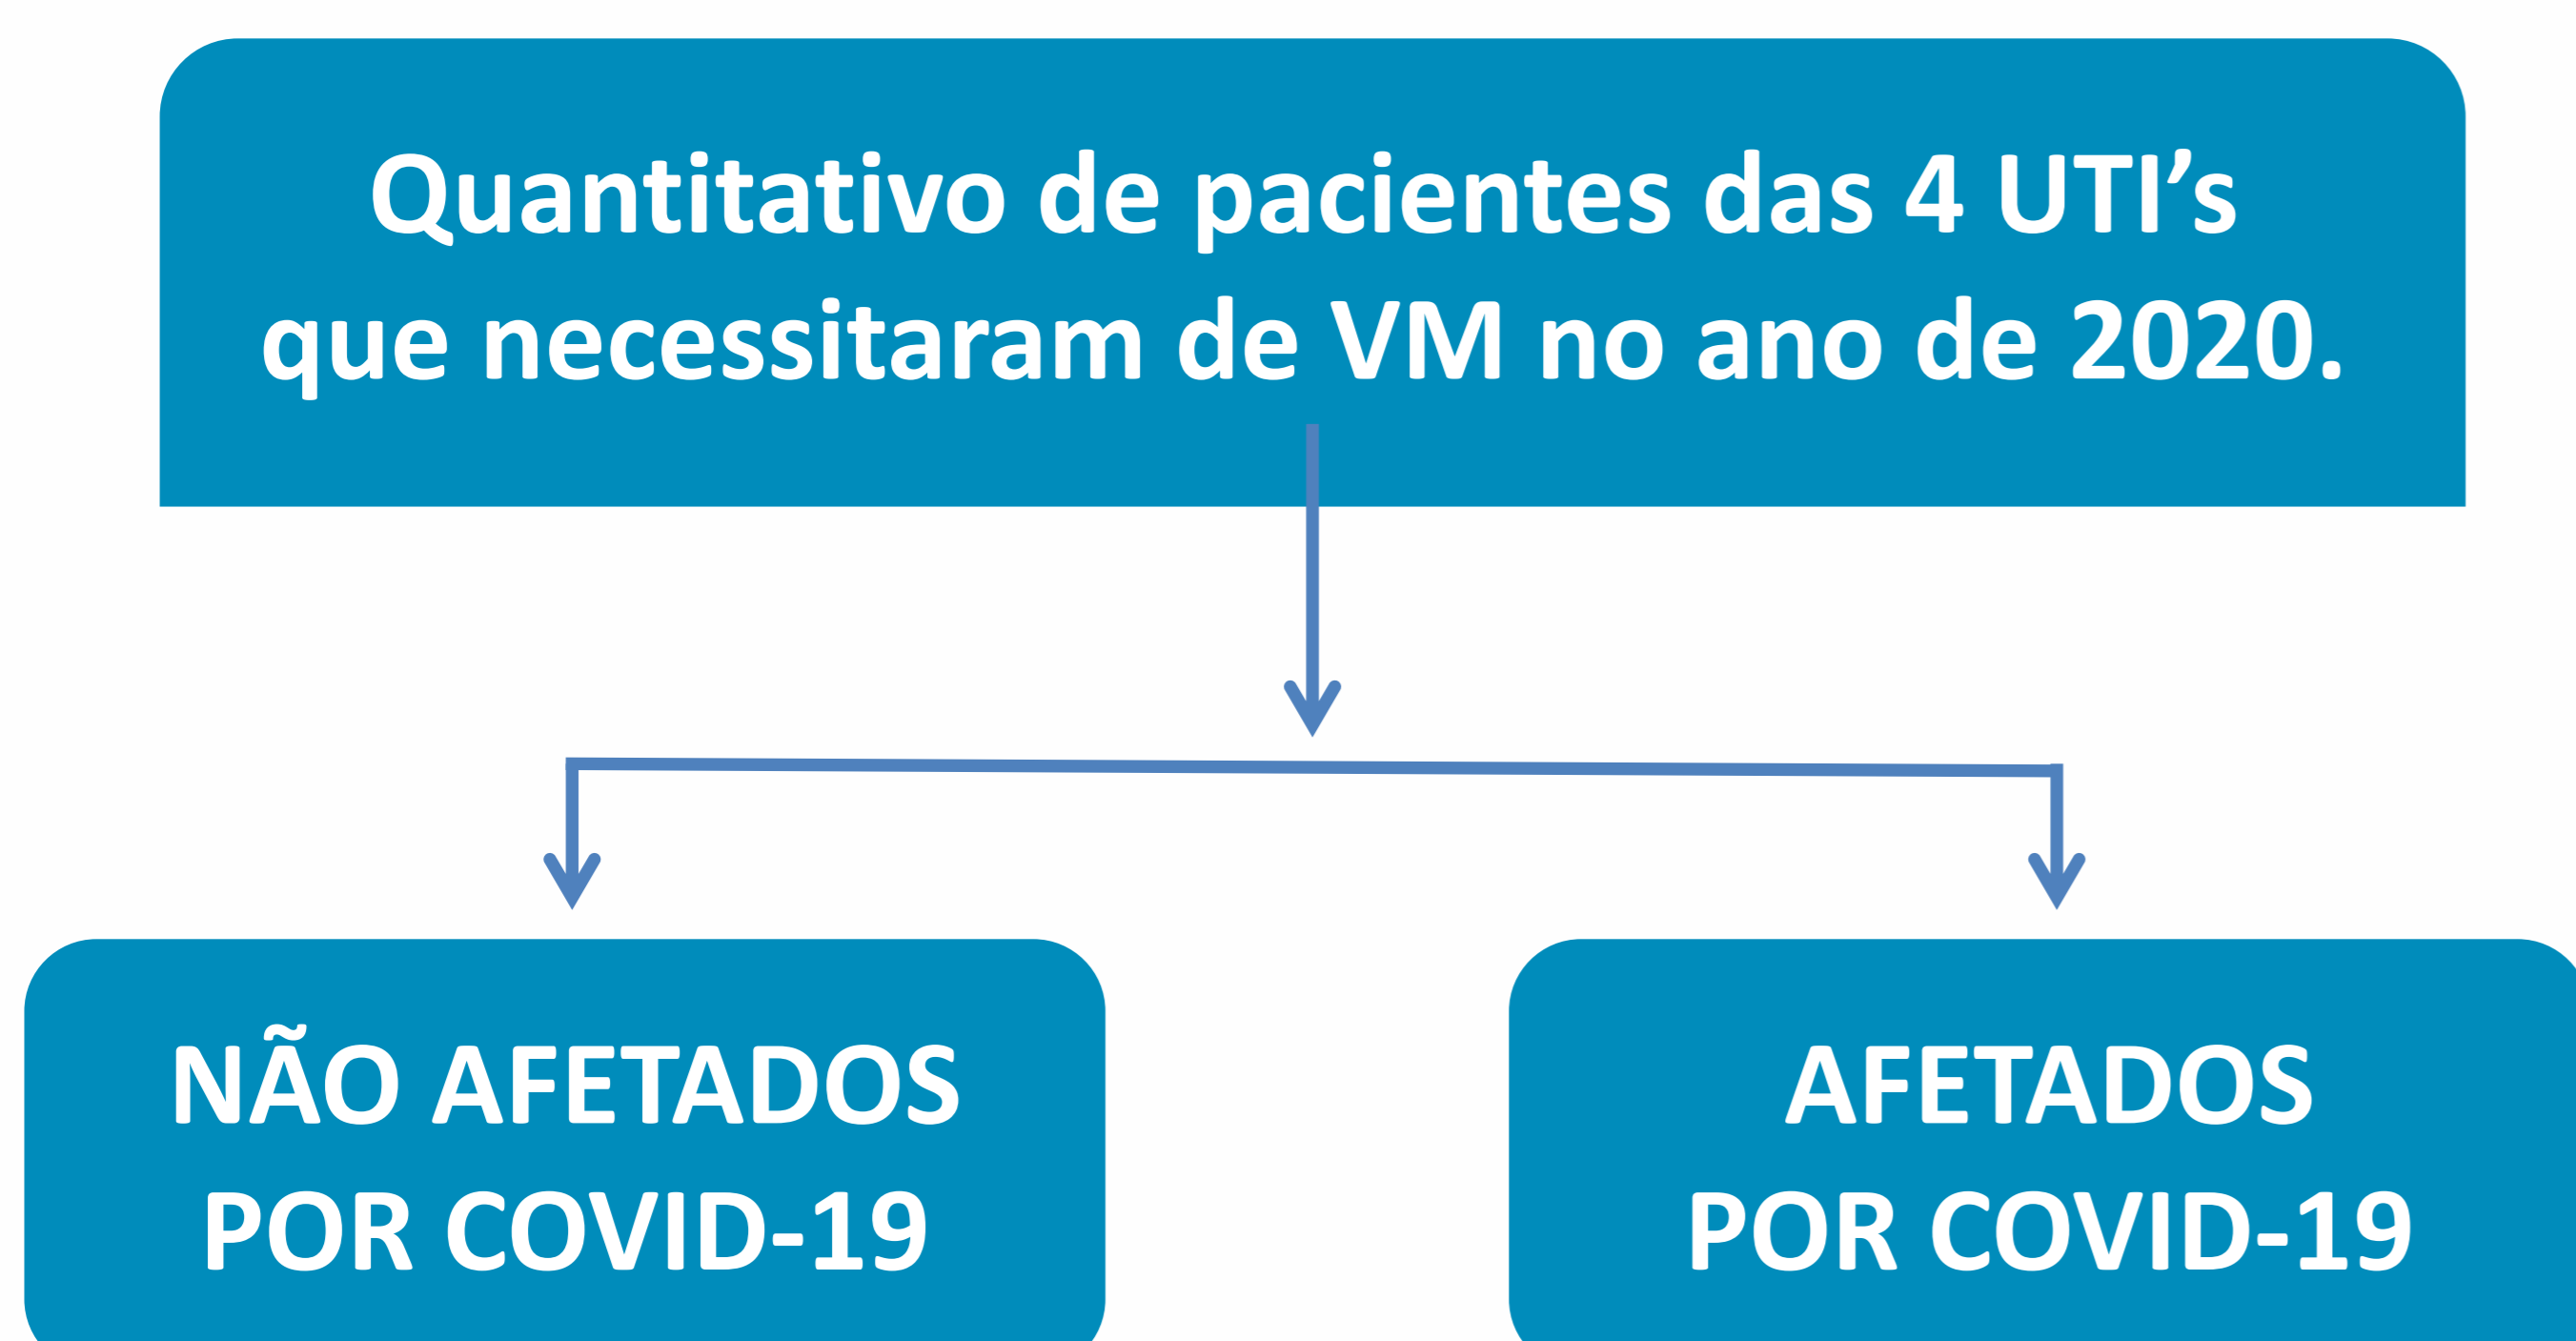 Quantitativo de pacientes das 4 UTI’s
que necessitaram de VM no ano de 2020.
NÃO AFETADOS
POR COVID-19
AFETADOS
POR COVID-19